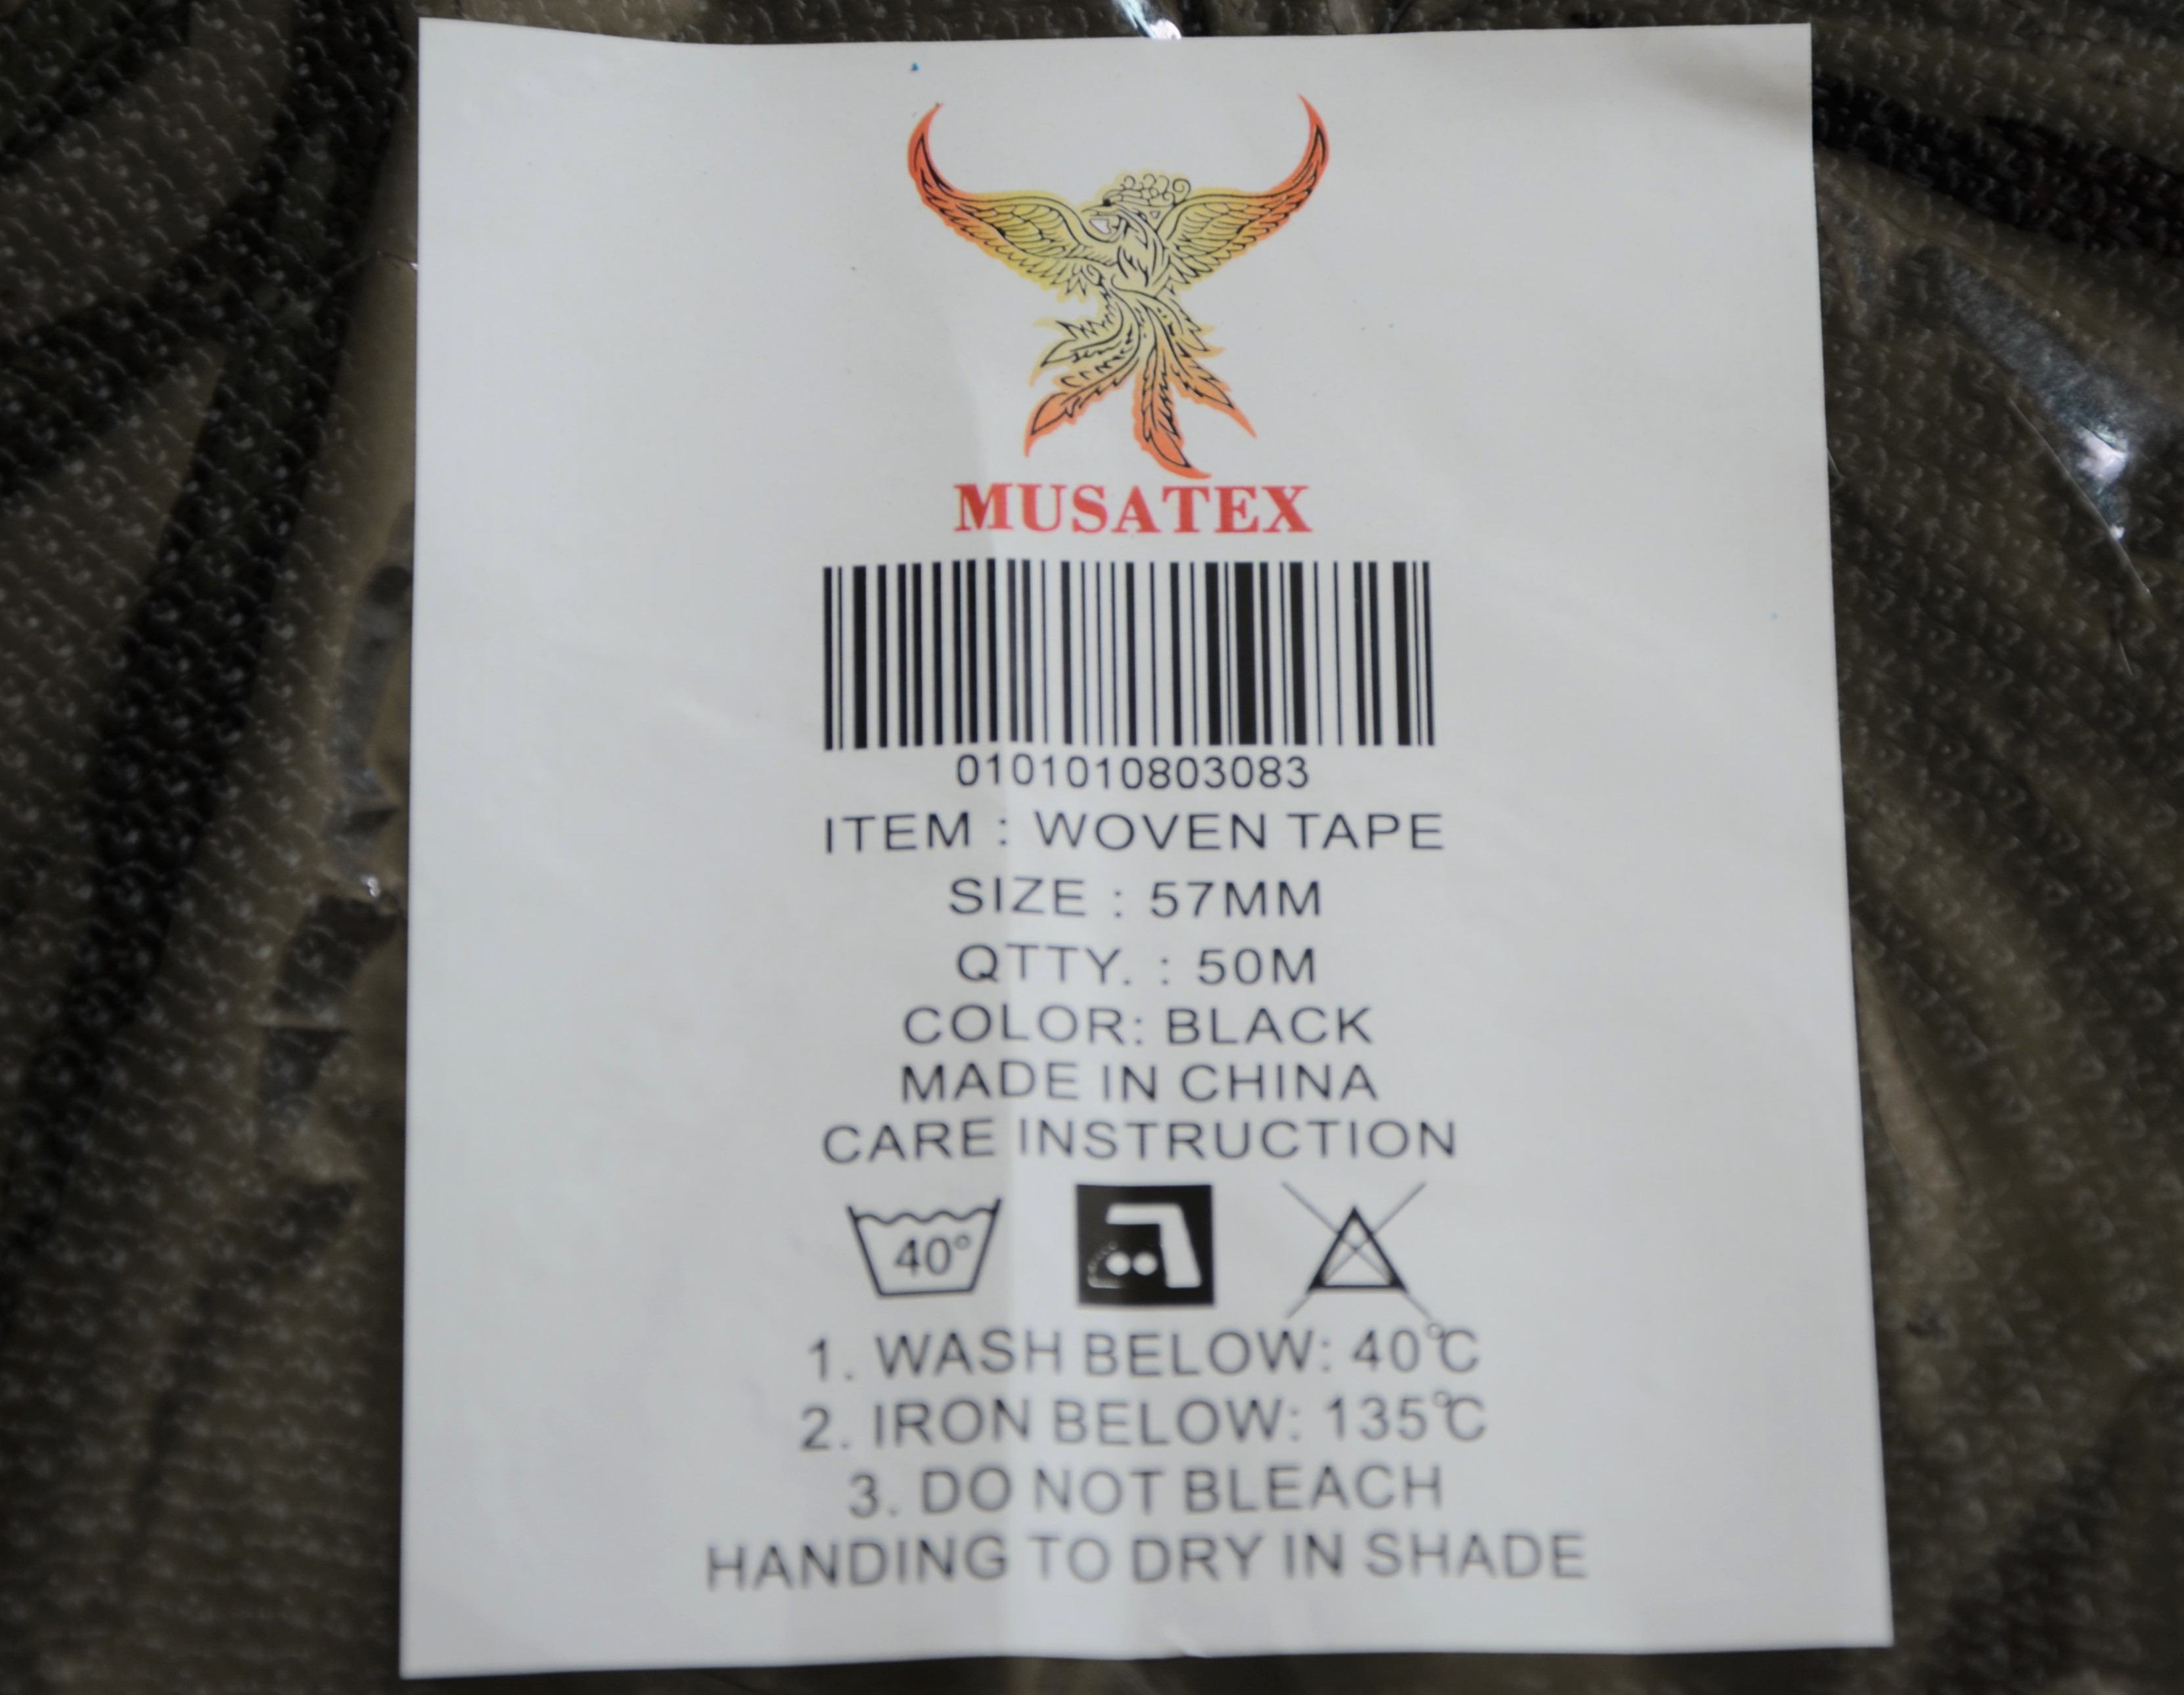 MUSATEX
0101010803083
ITEM : WOVEN TAPE
SIZE : 57MM
QTTY. : 50M
COLOR: BLACK
MADE IN CHINA
CARE INSTRUCTION
40°
1. WASH BELOW: 40℃
2. IRON BELOW: 135℃
3. DO NOT BLEACH
HANDING TO DRY IN SHADE